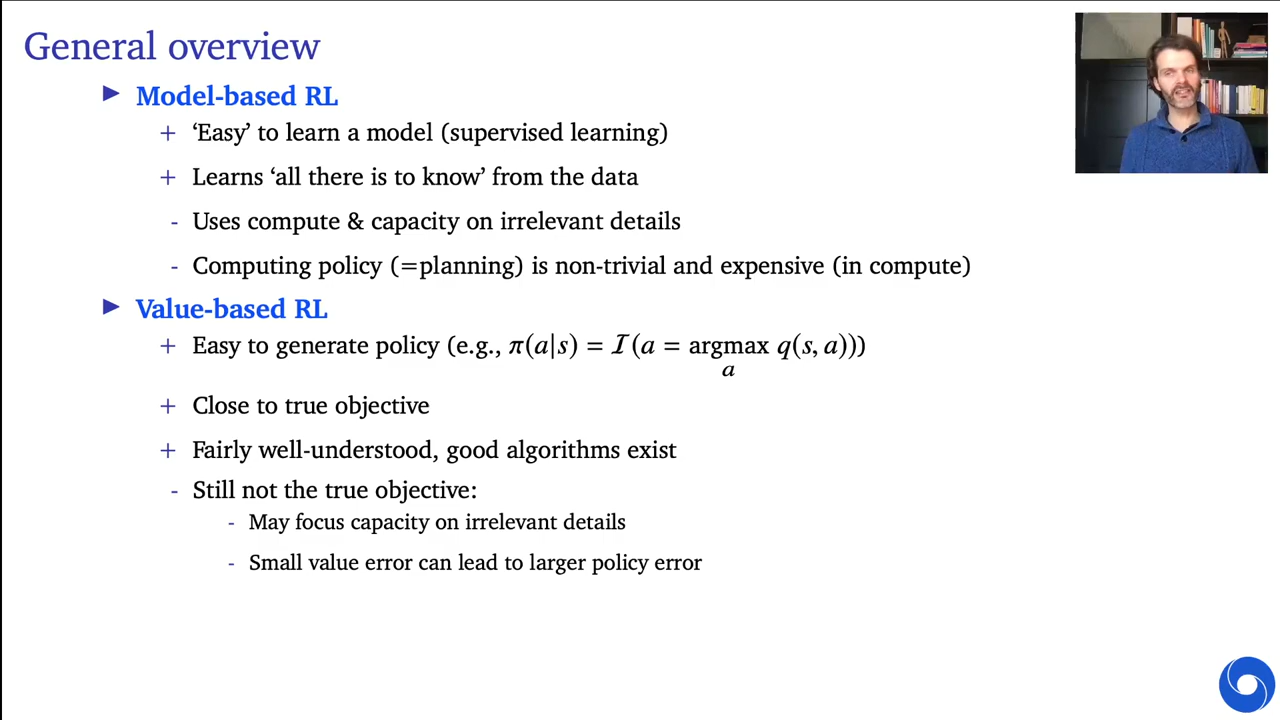 General overview
▶ Model-based RL
+ ‘Easy’ to learn a model (supervised learning)
+ Learns ‘all there is to know’ from the data
- Uses compute & capacity on irrelevant details
- Computing policy (=planning) is non-trivial and expensive (in compute)
▶ Value-based RL
+ Easy to generate policy (e.g., π(a|s) = 𝓘(a = argmax q(s, a)))
a
+ Close to true objective
+ Fairly well-understood, good algorithms exist
- Still not the true objective:
- May focus capacity on irrelevant details
- Small value error can lead to larger policy error